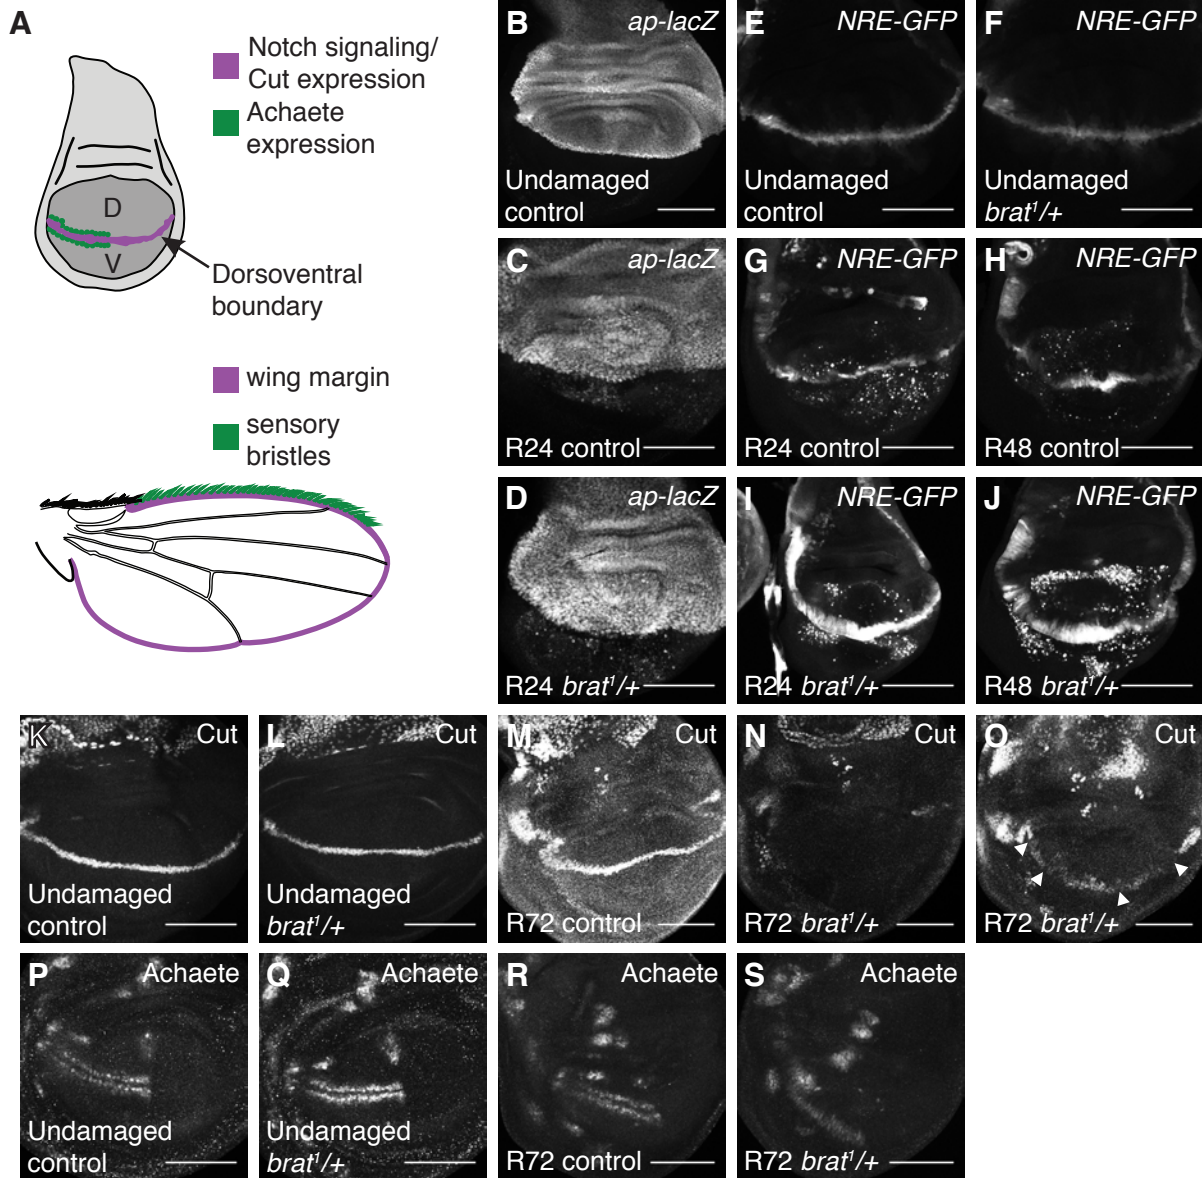 A
Notch signaling/
Cut expression
Achaete
expression
D
V
Dorsoventral
boundary
wing margin
sensory
bristles
B
ap-lacZ
Undamaged
control
E
NRE-GFP
Undamaged
control
F
NRE-GFP
Undamaged
brat¹/+
C
ap-lacZ
R24 control
G
NRE-GFP
R24 control
H
NRE-GFP
R48 control
D
ap-lacZ
R24 brat¹/+
I
NRE-GFP
R24 brat¹/+
J
NRE-GFP
R48 brat¹/+
K
Cut
Undamaged
control
L
Cut
Undamaged
brat¹/+
M
Cut
R72 control
N
Cut
R72 brat¹/+
O
Cut
R72 brat¹/+
P
Achaete
Undamaged
control
Q
Achaete
Undamaged
brat¹/+
R
Achaete
R72 control
S
Achaete
R72 brat¹/+